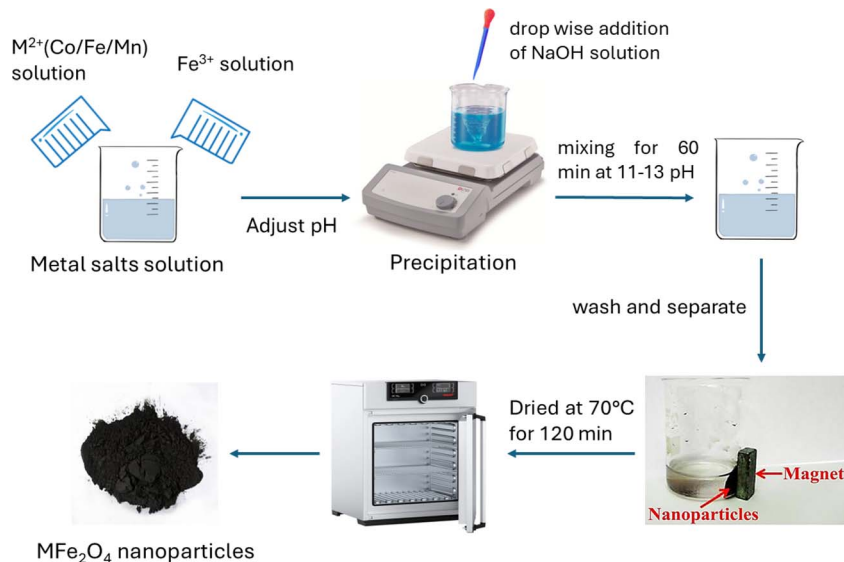 M²⁺(Co/Fe/Mn)
solution
Fe³⁺ solution
drop wise addition
of NaOH solution
Metal salts solution
Adjust pH
Precipitation
mixing for 60
min at 11-13 pH
wash and separate
Magnet
Nanoparticles
Dried at 70°C
for 120 min
MFe₂O₄ nanoparticles